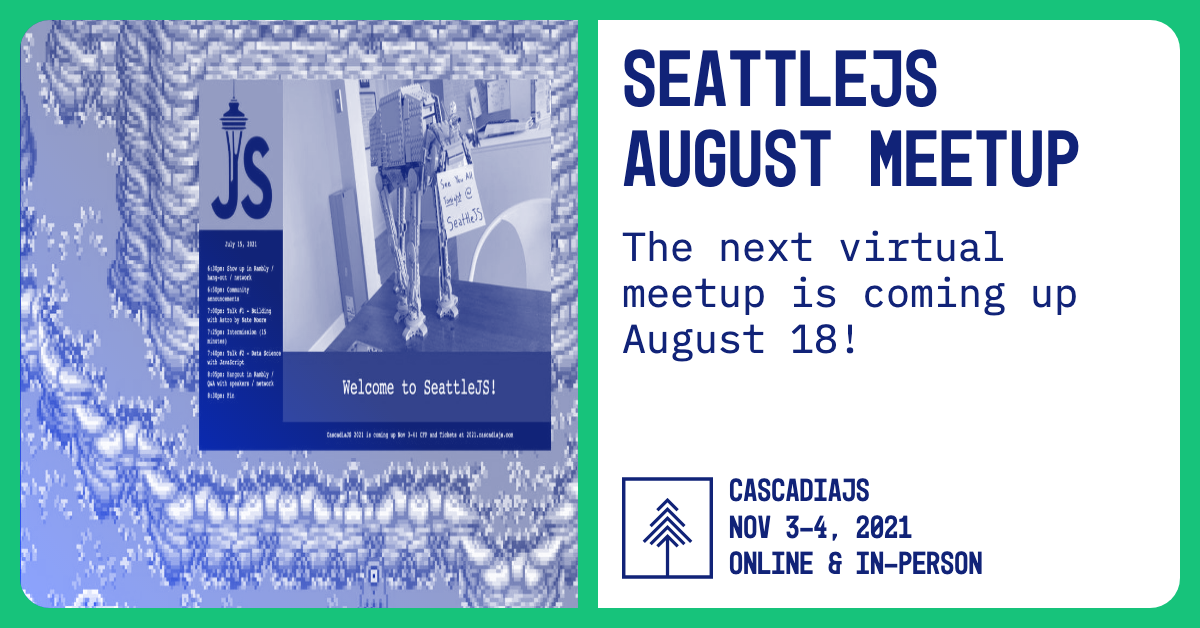 JS
July 15, 2021
6:30pm: Show up in Rambly /
hang-out / network
6:50pm: Community
announcements
7:00pm: Talk #1 - Building
with Astro by Nate Moore
7:25pm: Intermission (15
minutes)
7:40pm: Talk #2 - Data Science
with JavaScript
8:05pm: Hangout in Rambly /
Q&A with speakers / network
8:30pm: Fin
See You All
Tonight @
SeattleJS
Welcome to SeattleJS!
CascadiaJS 2021 is coming up Nov 3-4! CFP and Tickets at 2021.cascadiajs.com
SEATTLEJS
AUGUST MEETUP
The next virtual
meetup is coming up
August 18!
CASCADIAJS
NOV 3-4, 2021
ONLINE & IN-PERSON